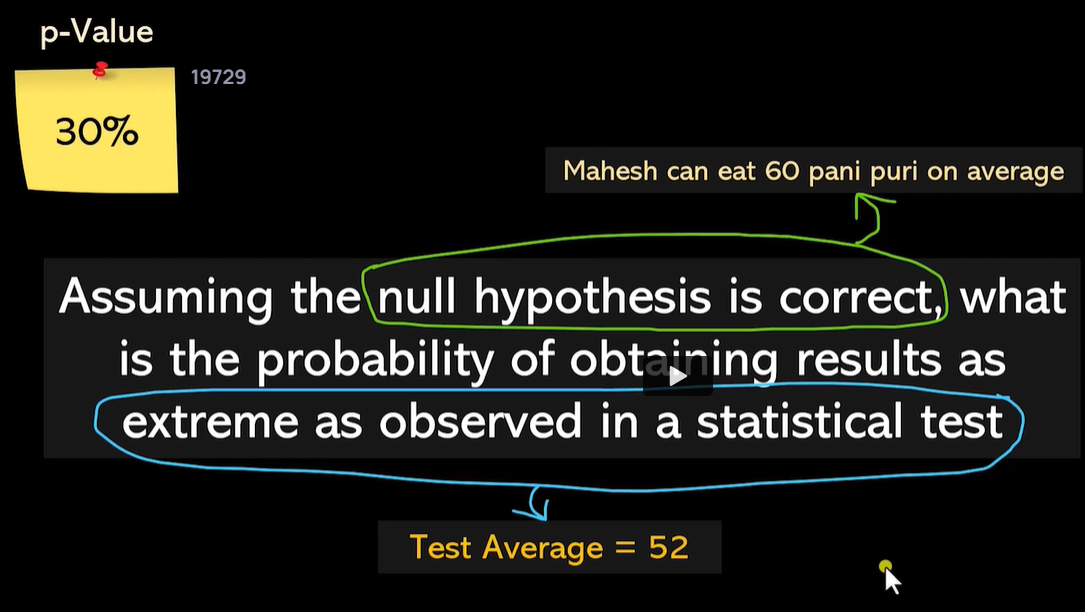 p-Value
19729
30%
Mahesh can eat 60 pani puri on average
Assuming the null hypothesis is correct, what
is the probability of obtaining results as
extreme as observed in a statistical test
Test Average = 52